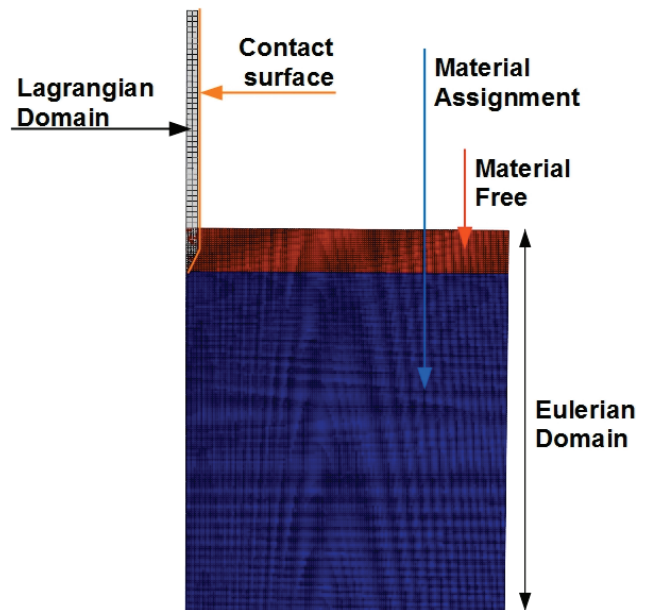 Contact
surface
Lagrangian
Domain
Material
Assignment
Material
Free
Eulerian
Domain